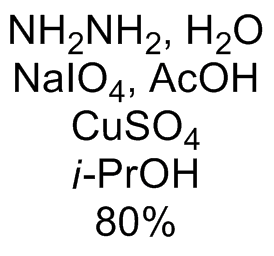 NH₂NH₂, H₂O
NaIO₄, AcOH
CuSO₄
i-PrOH
80%